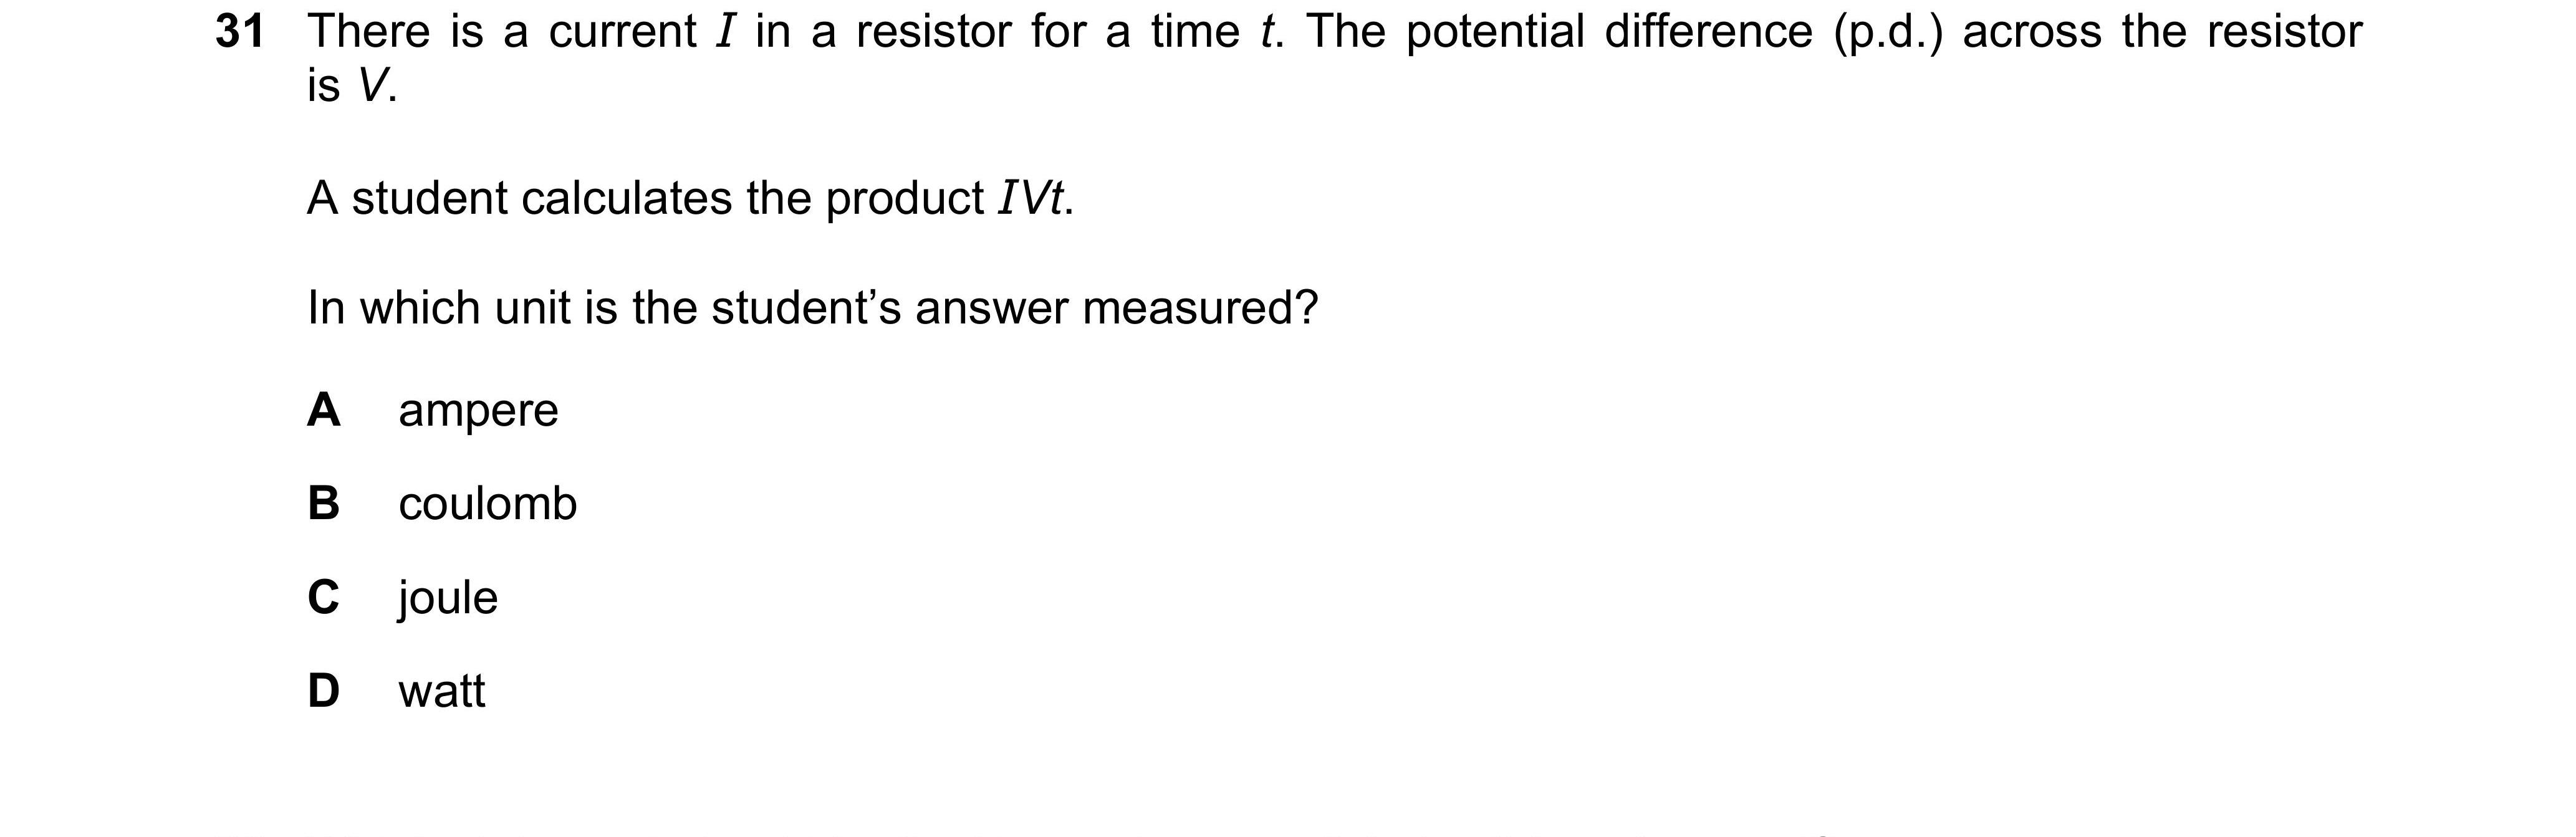 31 There is a current I in a resistor for a time t. The potential difference (p.d.) across the resistor
is V.
A student calculates the product IVt.
In which unit is the student’s answer measured?
A ampere
B coulomb
C joule
D watt